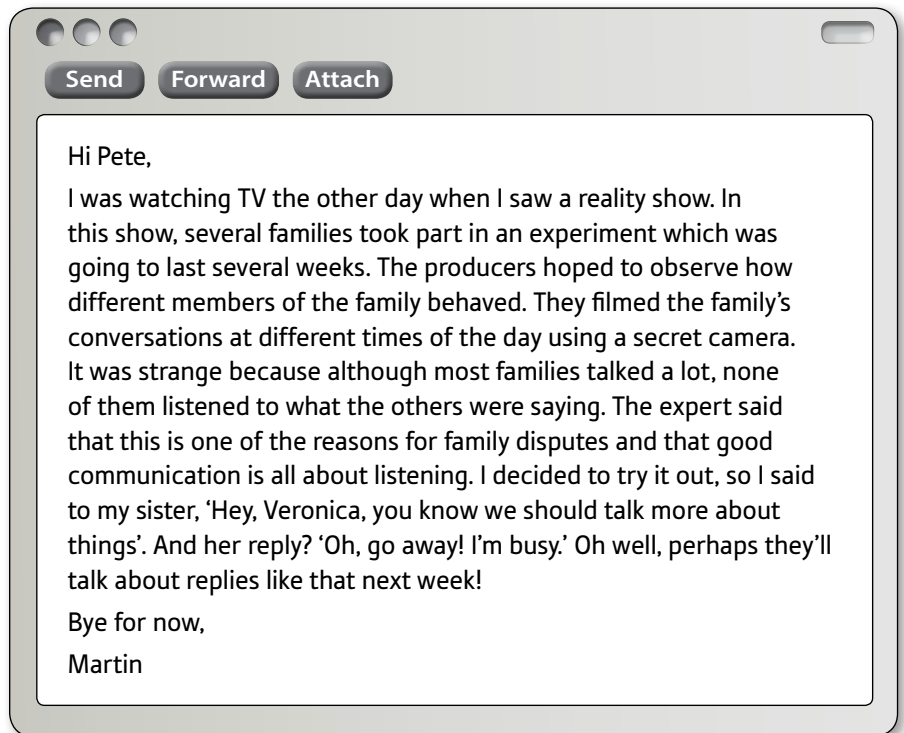 Send Forward Attach
Hi Pete,
I was watching TV the other day when I saw a reality show. In
this show, several families took part in an experiment which was
going to last several weeks. The producers hoped to observe how
different members of the family behaved. They filmed the family's
conversations at different times of the day using a secret camera.
It was strange because although most families talked a lot, none
of them listened to what the others were saying. The expert said
that this is one of the reasons for family disputes and that good
communication is all about listening. I decided to try it out, so I said
to my sister, ‘Hey, Veronica, you know we should talk more about
things’. And her reply? ‘Oh, go away! I'm busy.’ Oh well, perhaps they'll
talk about replies like that next week!
Bye for now,
Martin